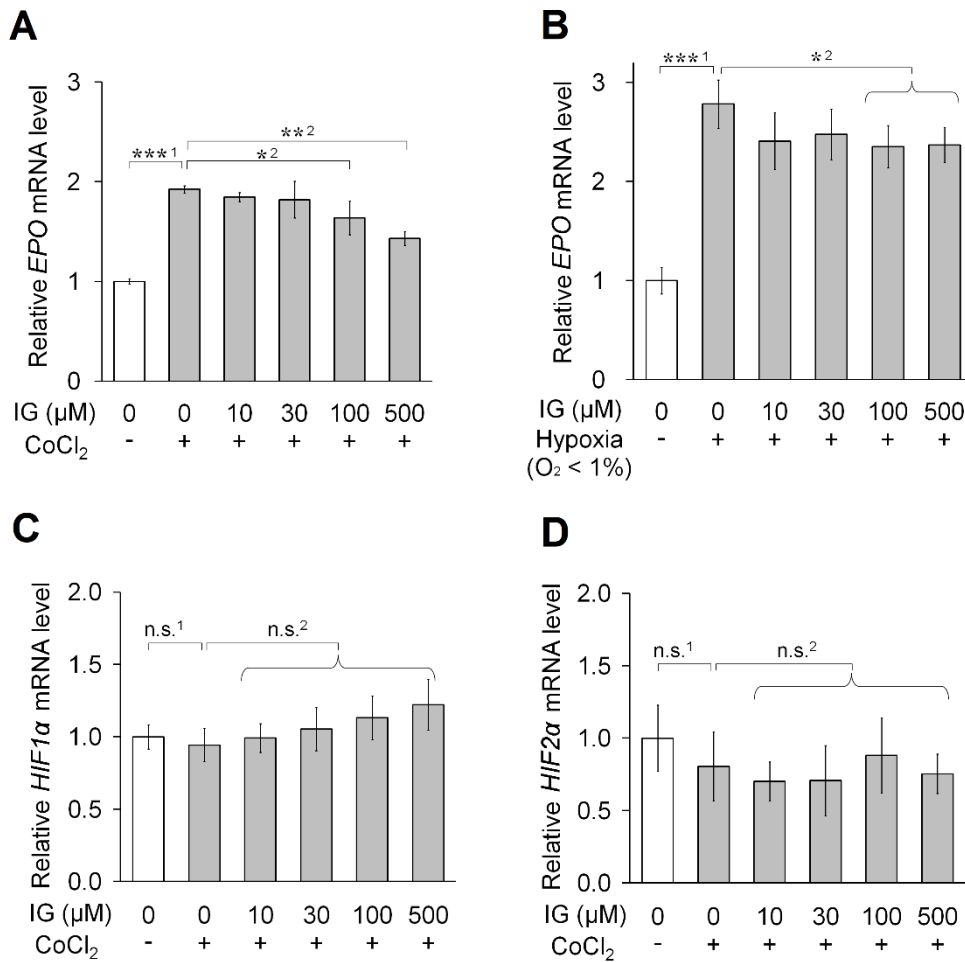 A
Relative EPO mRNA level
3
2
1
0
***1
**2
*2
IG (µM) 0 0 10 30 100 500
CoCl₂ - + + + + +
B
Relative EPO mRNA level
3
2
1
0
***1
*2
IG (µM) 0 0 10 30 100 500
Hypoxia - + + + + +
(O₂ < 1%)
C
Relative HIF1α mRNA level
2.0
1.5
1.0
0.5
0.0
n.s.1 n.s.2
IG (µM) 0 0 10 30 100 500
CoCl₂ - + + + + +
D
Relative HIF2α mRNA level
2.0
1.5
1.0
0.5
0.0
n.s.1 n.s.2
IG (µM) 0 0 10 30 100 500
CoCl₂ - + + + + +